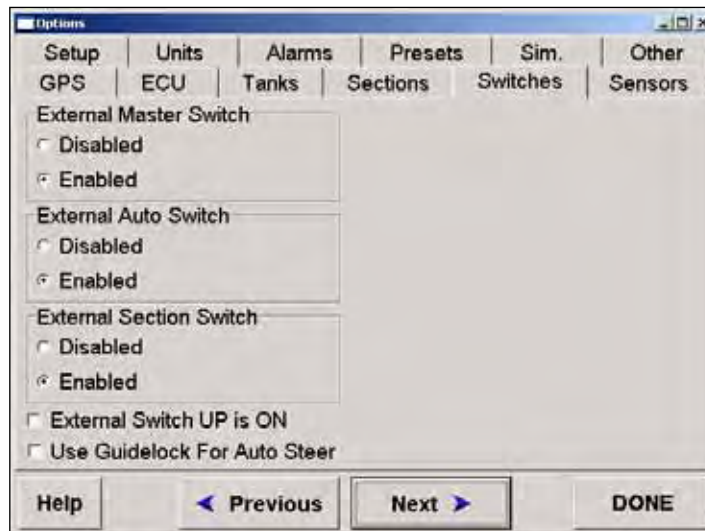 Options
Setup Units Alarms Presets Sim. Other
GPS ECU Tanks Sections Switches Sensors
External Master Switch
Disabled
Enabled
External Auto Switch
Disabled
Enabled
External Section Switch
Disabled
Enabled
External Switch UP is ON
Use Guidelock For Auto Steer
Help Previous Next DONE